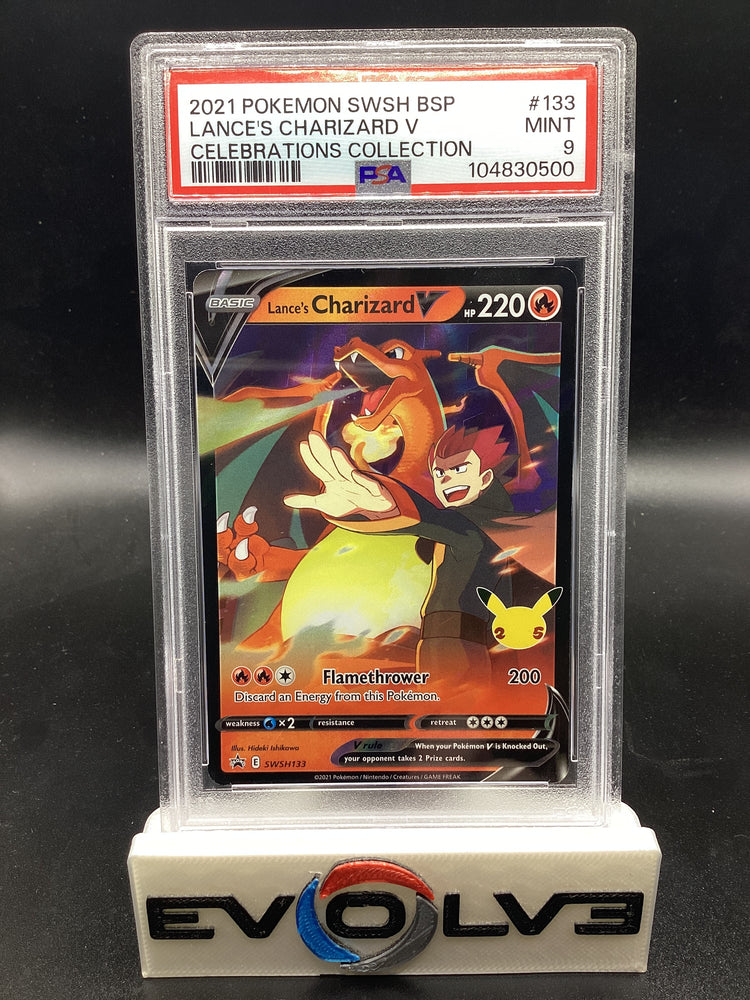 2021 POKEMON SWSH BSP #133
LANCE'S CHARIZARD V MINT
CELEBRATIONS COLLECTION 9
PSA 104830500
BASIC Lance's Charizard V HP 220
25
Flamethrower 200
Discard an Energy from this Pokémon.
weakness ×2 resistance retreat
Illus. Hideki Ishikawa V rule When your Pokémon V is Knocked Out,
your opponent takes 2 Prize cards.
E SWSH133
©2021 Pokémon / Nintendo / Creatures / GAME FREAK
EVOLV3